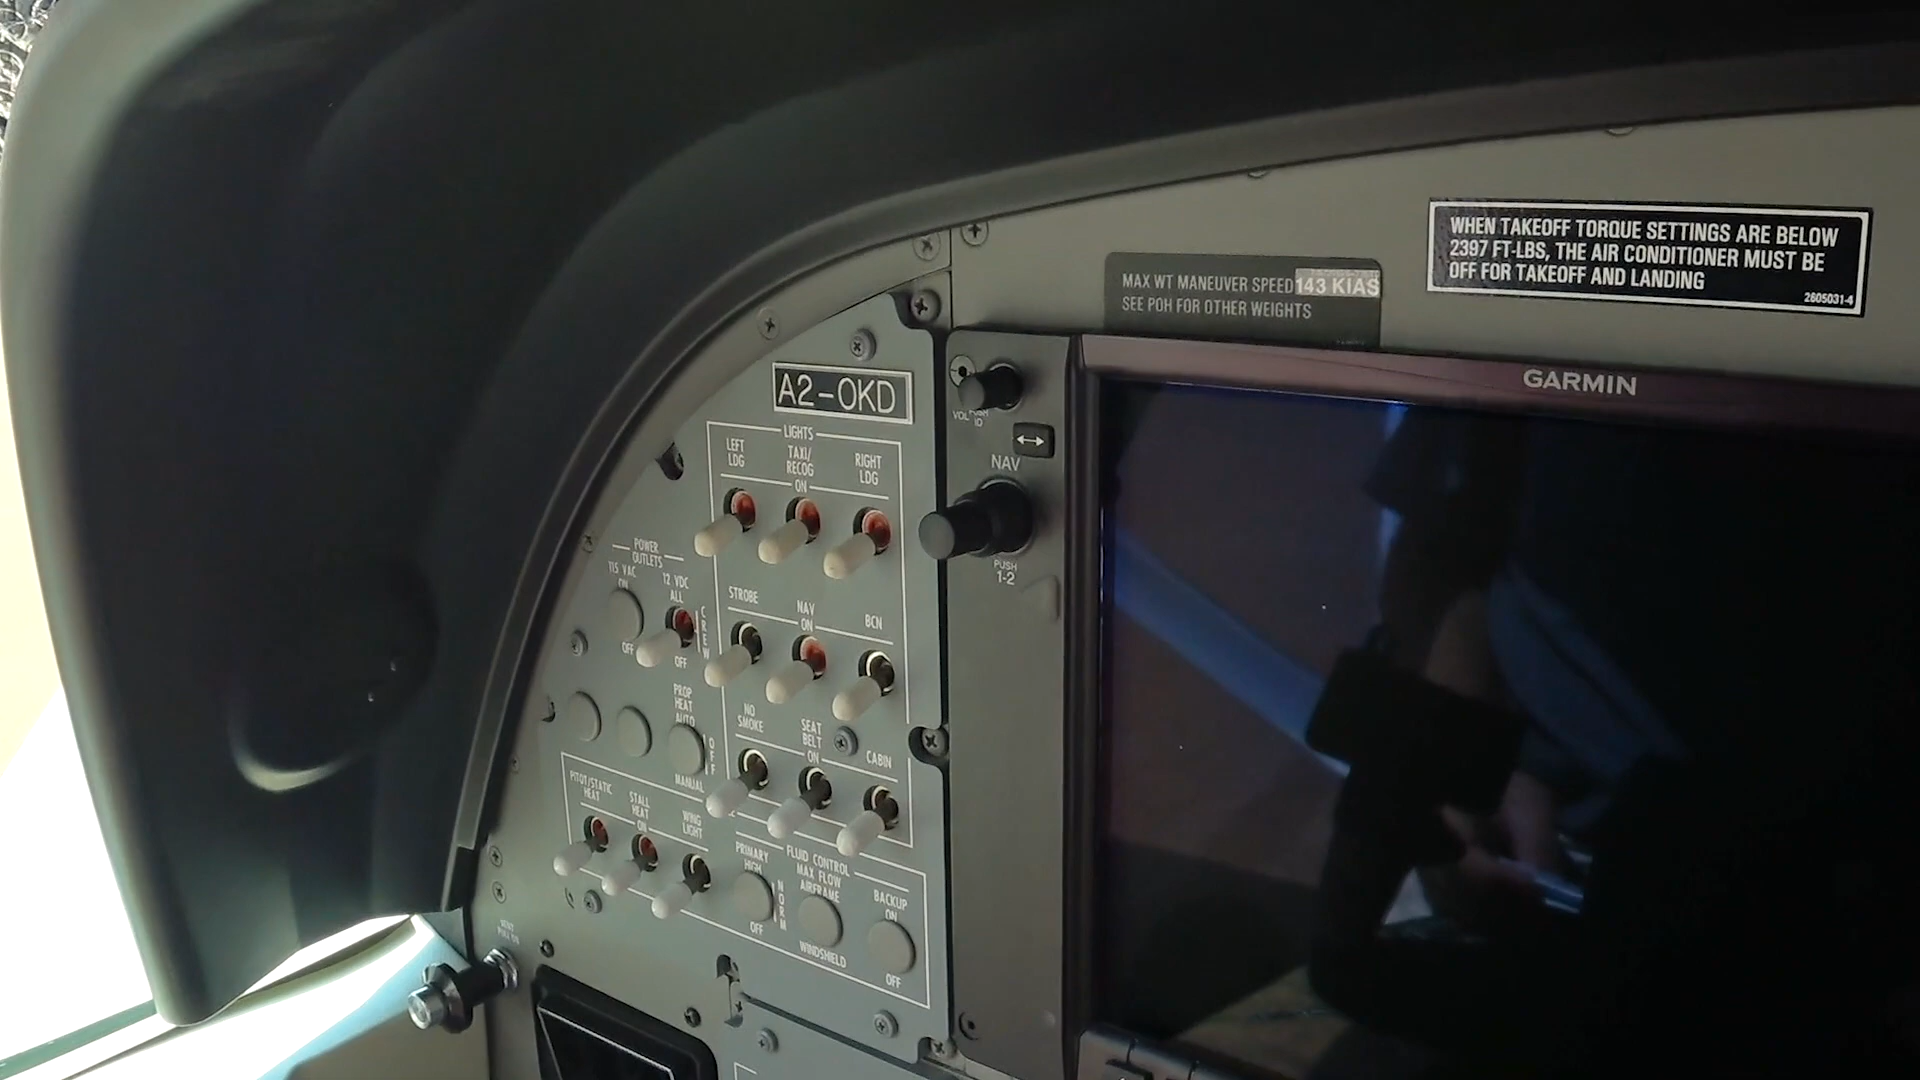 WHEN TAKEOFF TORQUE SETTINGS ARE BELOW
2397 FT-LBS, THE AIR CONDITIONER MUST BE
OFF FOR TAKEOFF AND LANDING
2605031-4
MAX WT MANEUVER SPEED 143 KIAS
SEE POH FOR OTHER WEIGHTS
GARMIN
A2-OKD
VOL PUSH
ID
NAV
PUSH
1-2
LIGHTS
LEFT
LDG
TAXI/
RECOG
RIGHT
LDG
ON
POWER
OUTLETS
115 VAC
ON
OFF
12 VDC
ALL
CREW
OFF
STROBE
NAV
ON
BCN
PROP
HEAT
AUTO
OFF
MANUAL
NO
SMOKE
SEAT
BELT
ON
CABIN
PITOT/STATIC
HEAT
STALL
HEAT
ON
WING
LIGHT
FLUID CONTROL
PRIMARY
HIGH
NORM
OFF
MAX FLOW
AIRFRAME
WINDSHIELD
BACKUP
ON
OFF